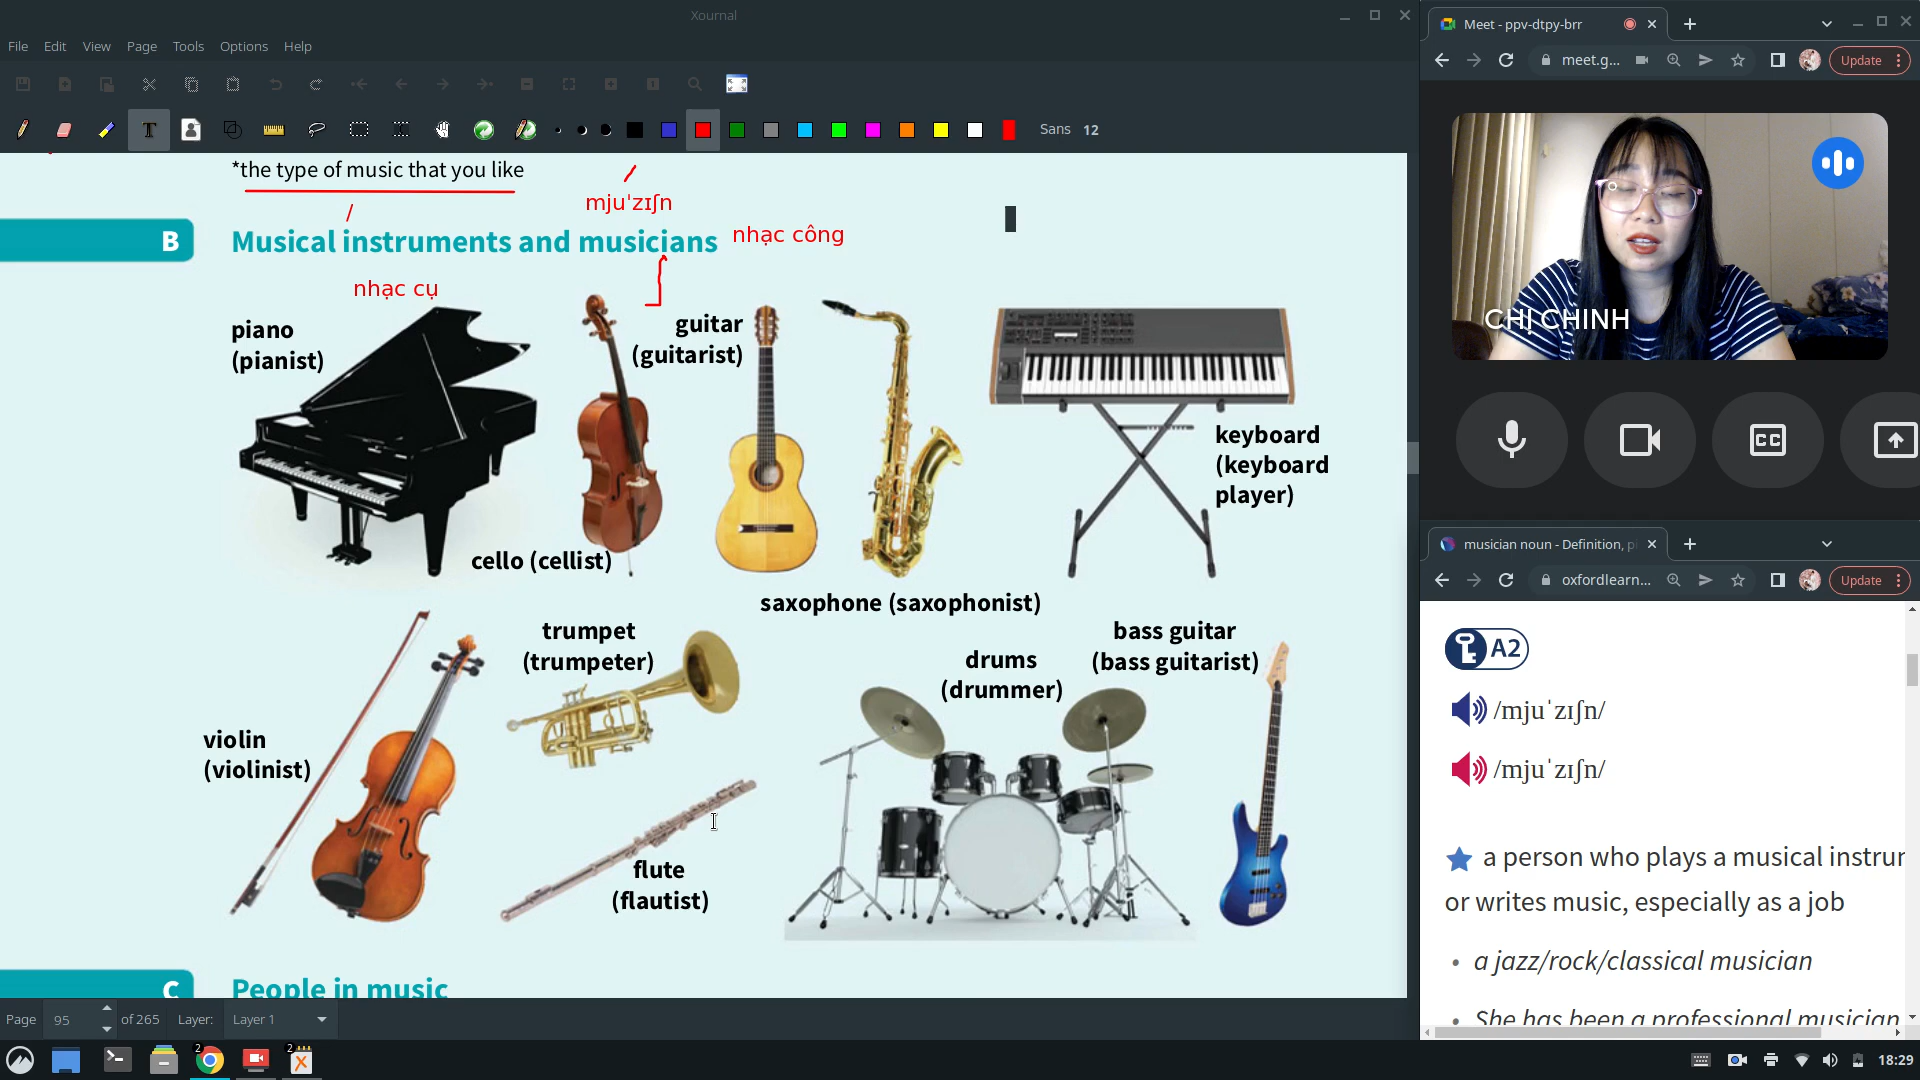 Xournal
File Edit View Page Tools Options Help
Sans 12
*the type of music that you like
mjuˈzɪʃn
B Musical instruments and musicians nhạc công
nhạc cụ
piano
(pianist)
guitar
(guitarist)
keyboard
(keyboard
player)
cello (cellist)
saxophone (saxophonist)
trumpet
(trumpeter)
bass guitar
(bass guitarist)
drums
(drummer)
violin
(violinist)
flute
(flautist)
C People in music
Page 95 of 265 Layer: Layer 1
Meet - ppv-dtpy-brr
meet.g... Update
CHỊ CHINH
CC
musician noun - Definition, p
oxfordlearn... Update
A2
/mjuˈzɪʃn/
/mjuˈzɪʃn/
a person who plays a musical instrur
or writes music, especially as a job
• a jazz/rock/classical musician
• She has been a professional musician
2 2 18:29